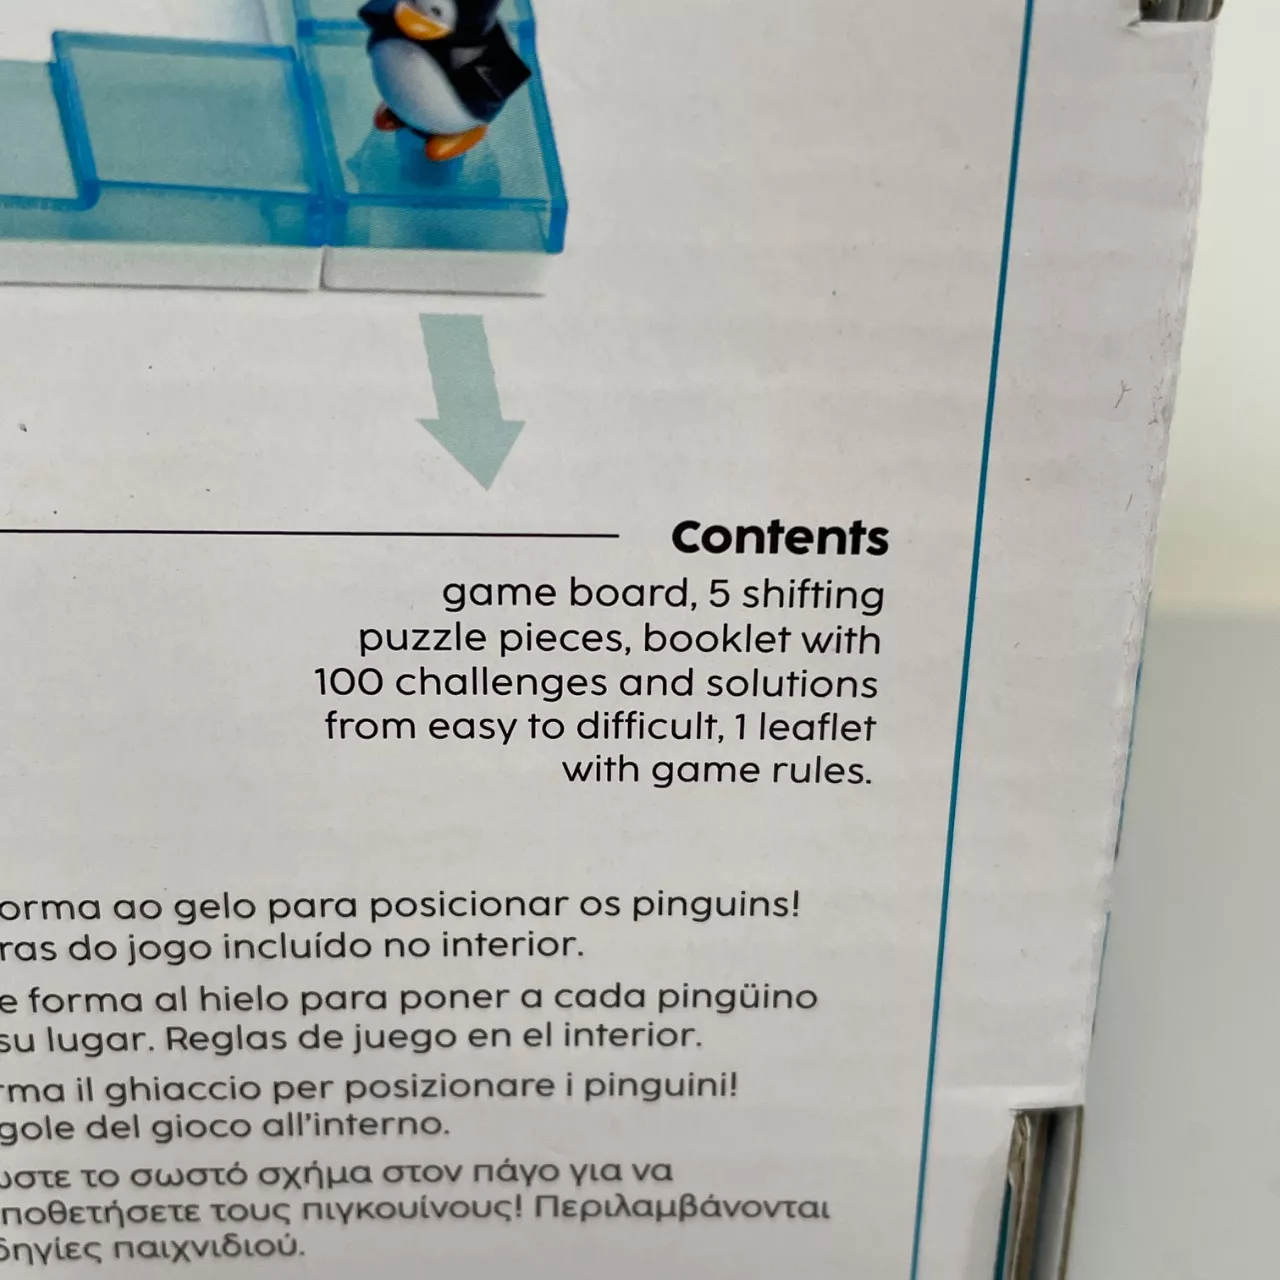 Contents
game board, 5 shifting
puzzle pieces, booklet with
100 challenges and solutions
from easy to difficult, 1 leaflet
with game rules.
orma ao gelo para posicionar os pinguins!
ras do jogo incluído no interior.
e forma al hielo para poner a cada pingüino
su lugar. Reglas de juego en el interior.
rma il ghiaccio per posizionare i pinguini!
gole del gioco all'interno.
ώστε το σωστό σχήμα στον πάγο για να
ποθετήσετε τους πιγκουίνους! Περιλαμβάνονται
δηγίες παιχνιδιού.